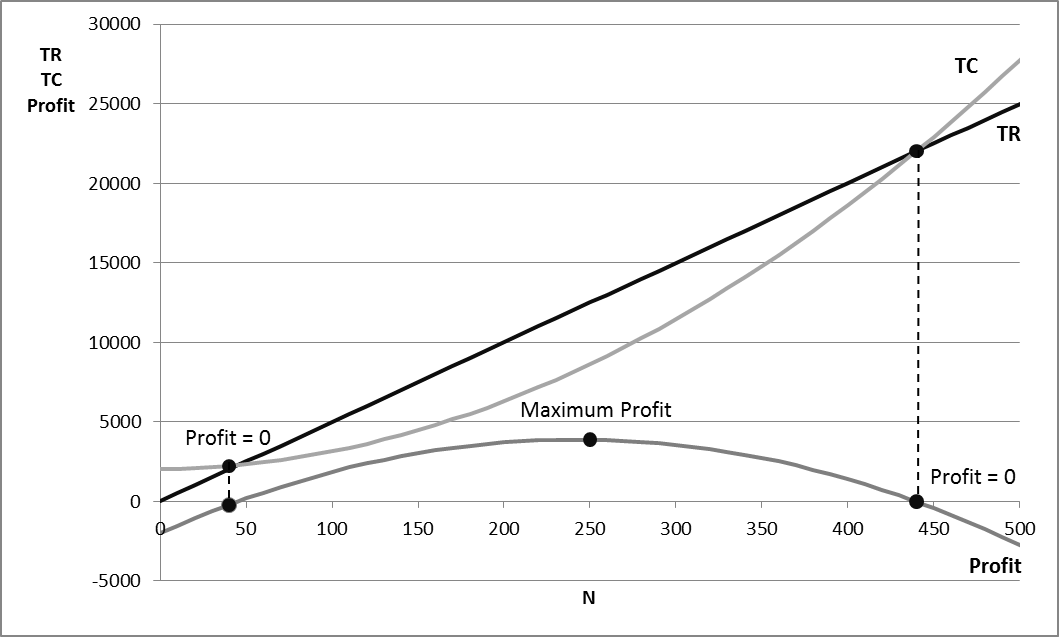 30000
TR
TC
Profit
TC
25000
TR
20000
15000
10000
Maximum Profit
5000
Profit = 0
Profit = 0
0
0 50 100 150 200 250 300 350 400 450 500
Profit
-5000
N